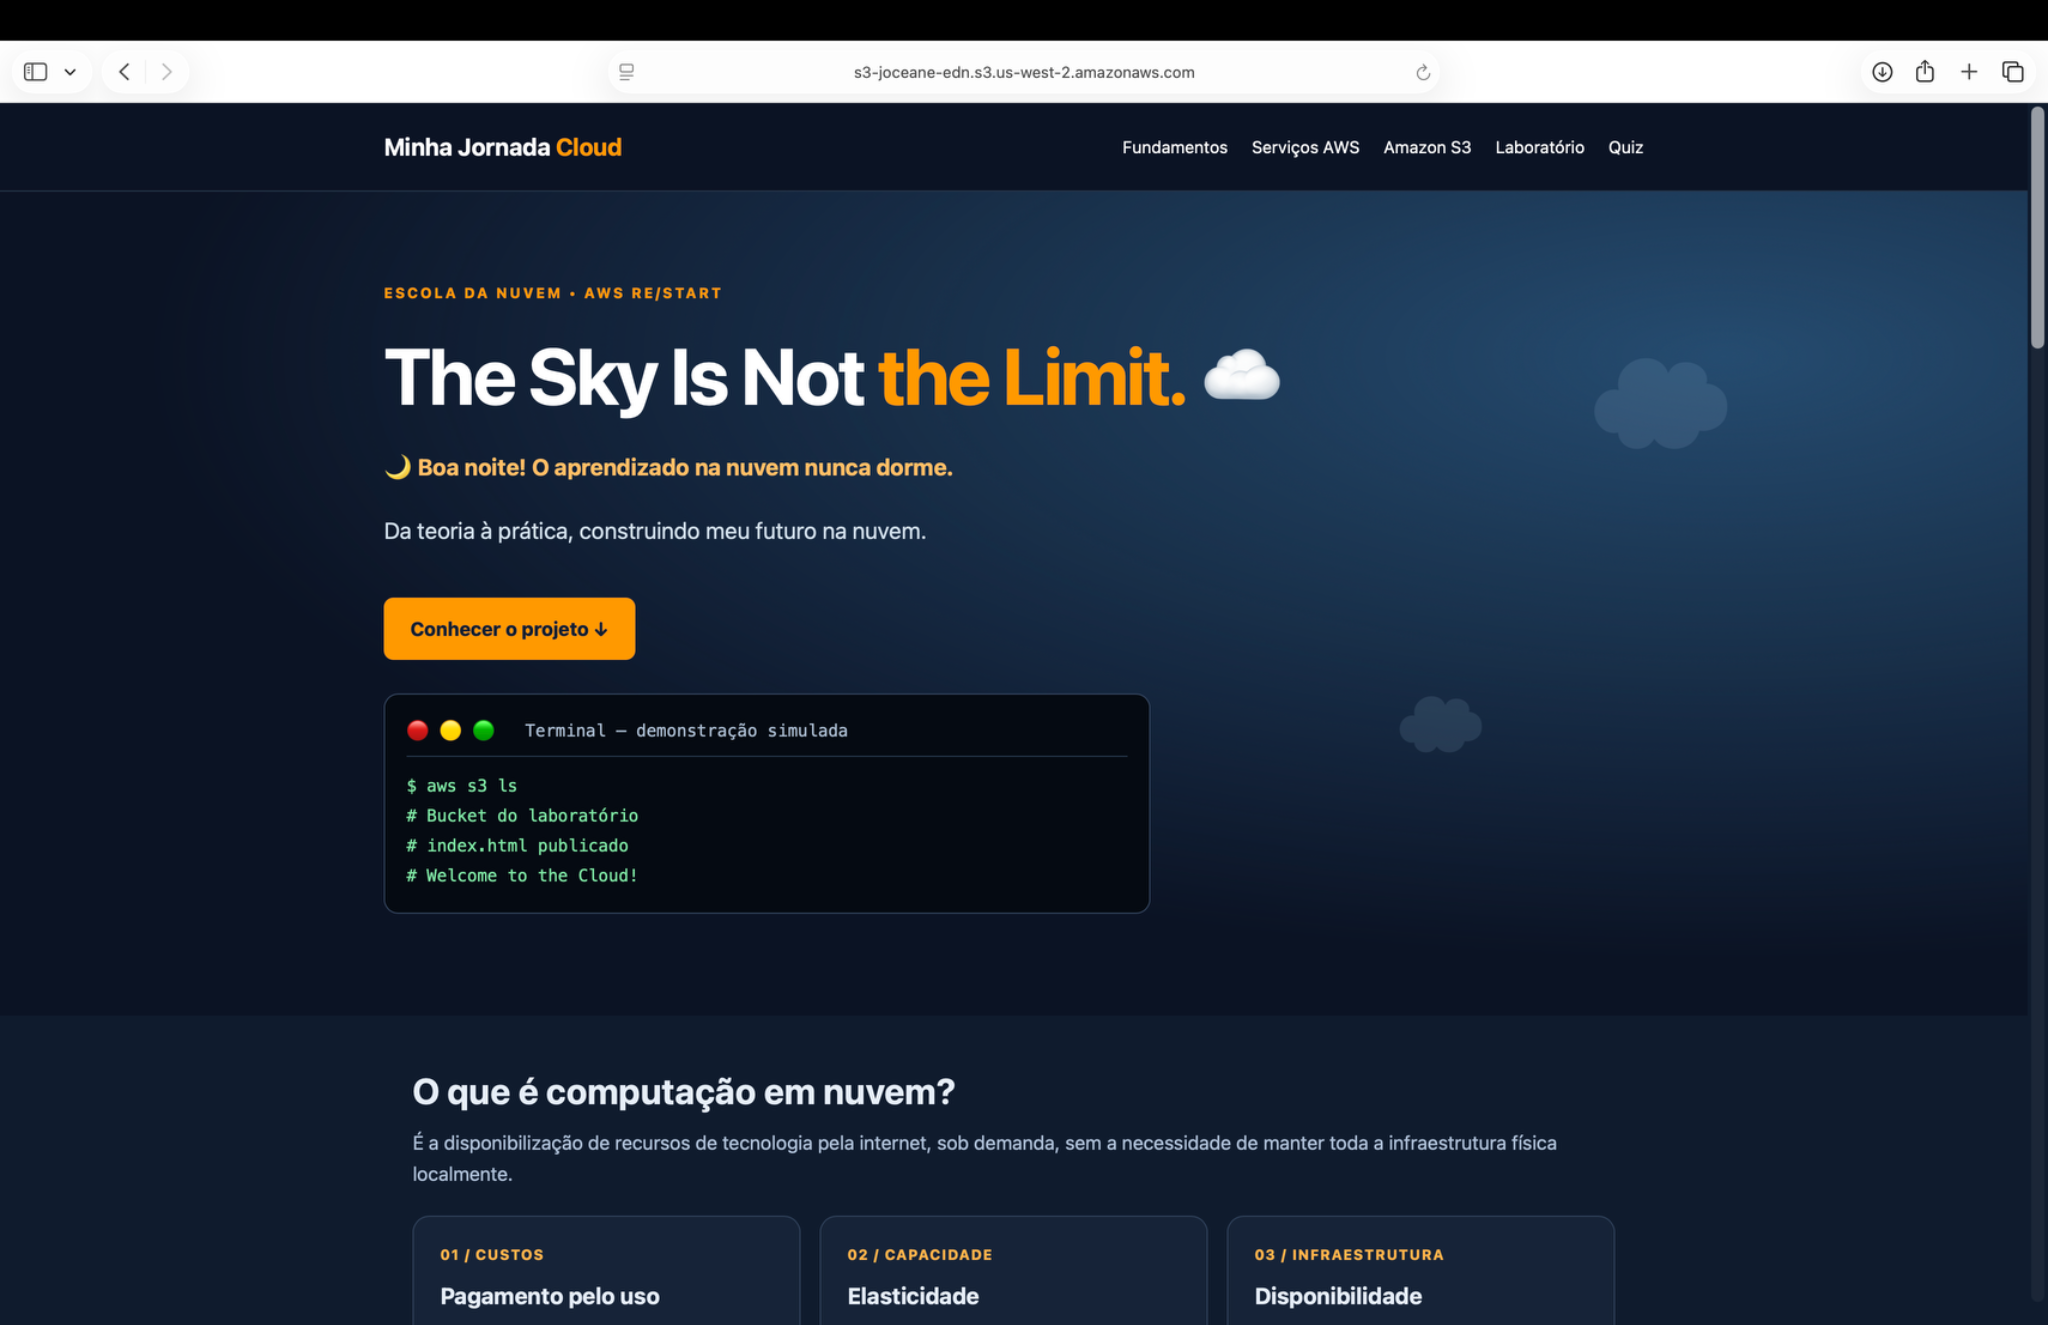 s3-joceane-edn.s3.us-west-2.amazonaws.com
Minha Jornada Cloud
Fundamentos Serviços AWS Amazon S3 Laboratório Quiz
ESCOLA DA NUVEM • AWS RE/START
The Sky Is Not the Limit.
Boa noite! O aprendizado na nuvem nunca dorme.
Da teoria à prática, construindo meu futuro na nuvem.
Conhecer o projeto ↓
Terminal — demonstração simulada
$ aws s3 ls
# Bucket do laboratório
# index.html publicado
# Welcome to the Cloud!
O que é computação em nuvem?
É a disponibilização de recursos de tecnologia pela internet, sob demanda, sem a necessidade de manter toda a infraestrutura física
localmente.
01 / CUSTOS
Pagamento pelo uso
02 / CAPACIDADE
Elasticidade
03 / INFRAESTRUTURA
Disponibilidade